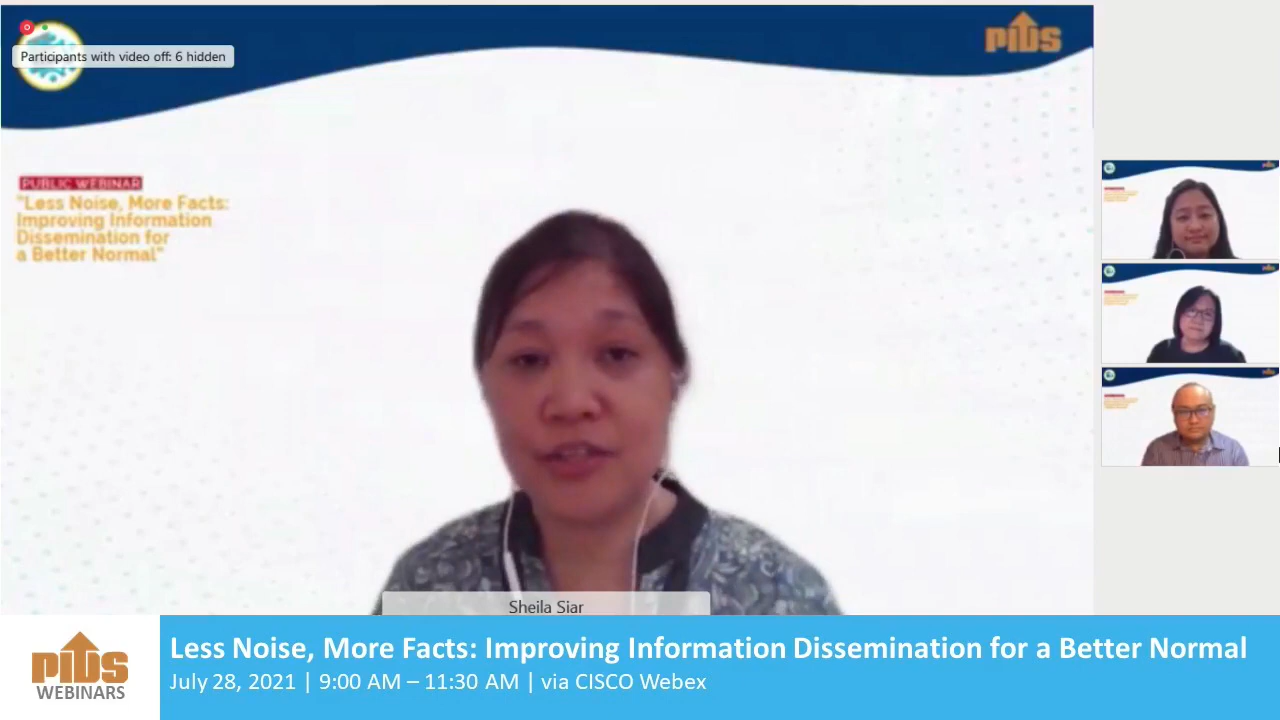 Participants with video off: 6 hidden
PIDS
PUBLIC WEBINAR
"Less Noise, More Facts:
Improving Information
Dissemination for
a Better Normal"
Sheila Siar
PIDS
WEBINARS
Less Noise, More Facts: Improving Information Dissemination for a Better Normal
July 28, 2021 | 9:00 AM – 11:30 AM | via CISCO Webex